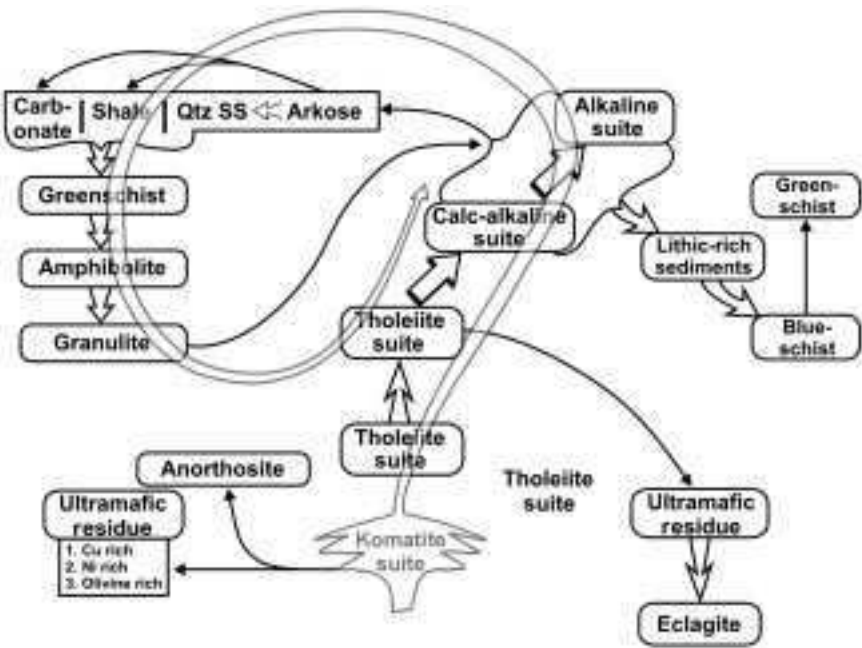 Alkaline
suite
Carb-
onate | Shale | Qtz SS Arkose
Greenschist
Calc-alkaline
suite
Green-
schist
Lithic-rich
sediments
Amphibolite
Granulite
Tholeiite
suite
Blue-
schist
Tholeiite
suite
Anorthosite
Tholeiite
suite
Ultramafic
residue
1. Cu rich
2. Ni rich
3. Olivine rich
Komatite
suite
Ultramafic
residue
Eclagite